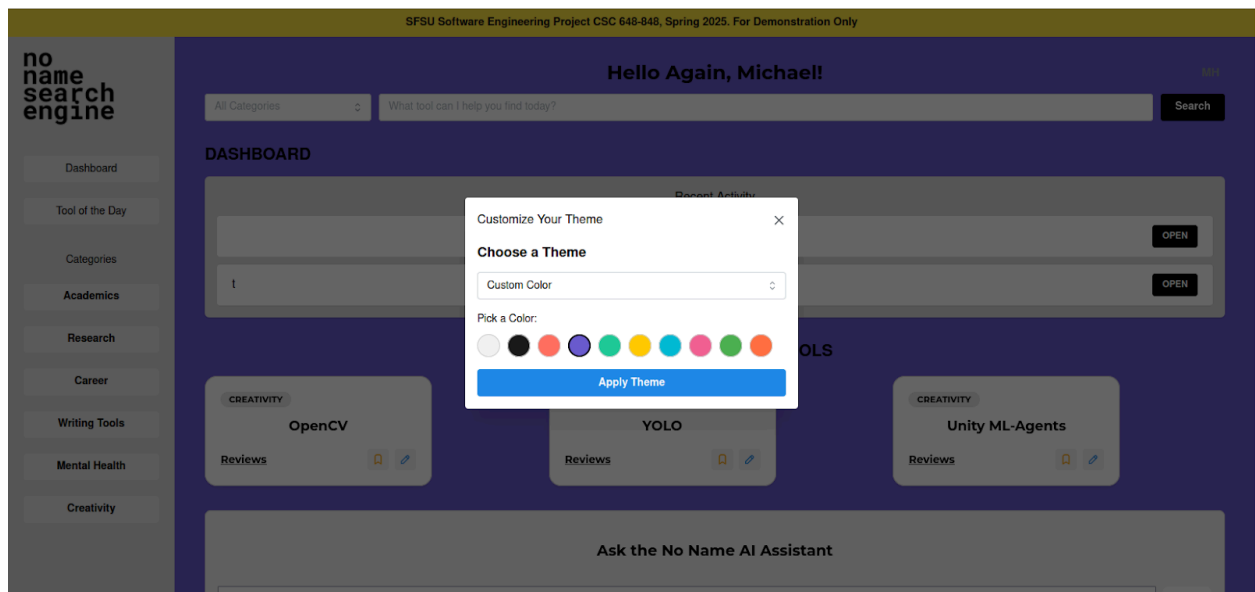 SFSU Software Engineering Project CSC 648-848, Spring 2025. For Demonstration Only
no
name
search
engine
Hello Again, Michael!
MH
All Categories
What tool can I help you find today?
Search
Dashboard
Tool of the Day
Categories
Academics
Research
Career
Writing Tools
Mental Health
Creativity
DASHBOARD
Recent Activity
OPEN
t
OPEN
Customize Your Theme
Choose a Theme
Custom Color
Pick a Color:
Apply Theme
OLS
CREATIVITY
OpenCV
Reviews
YOLO
Reviews
CREATIVITY
Unity ML-Agents
Reviews
Ask the No Name AI Assistant